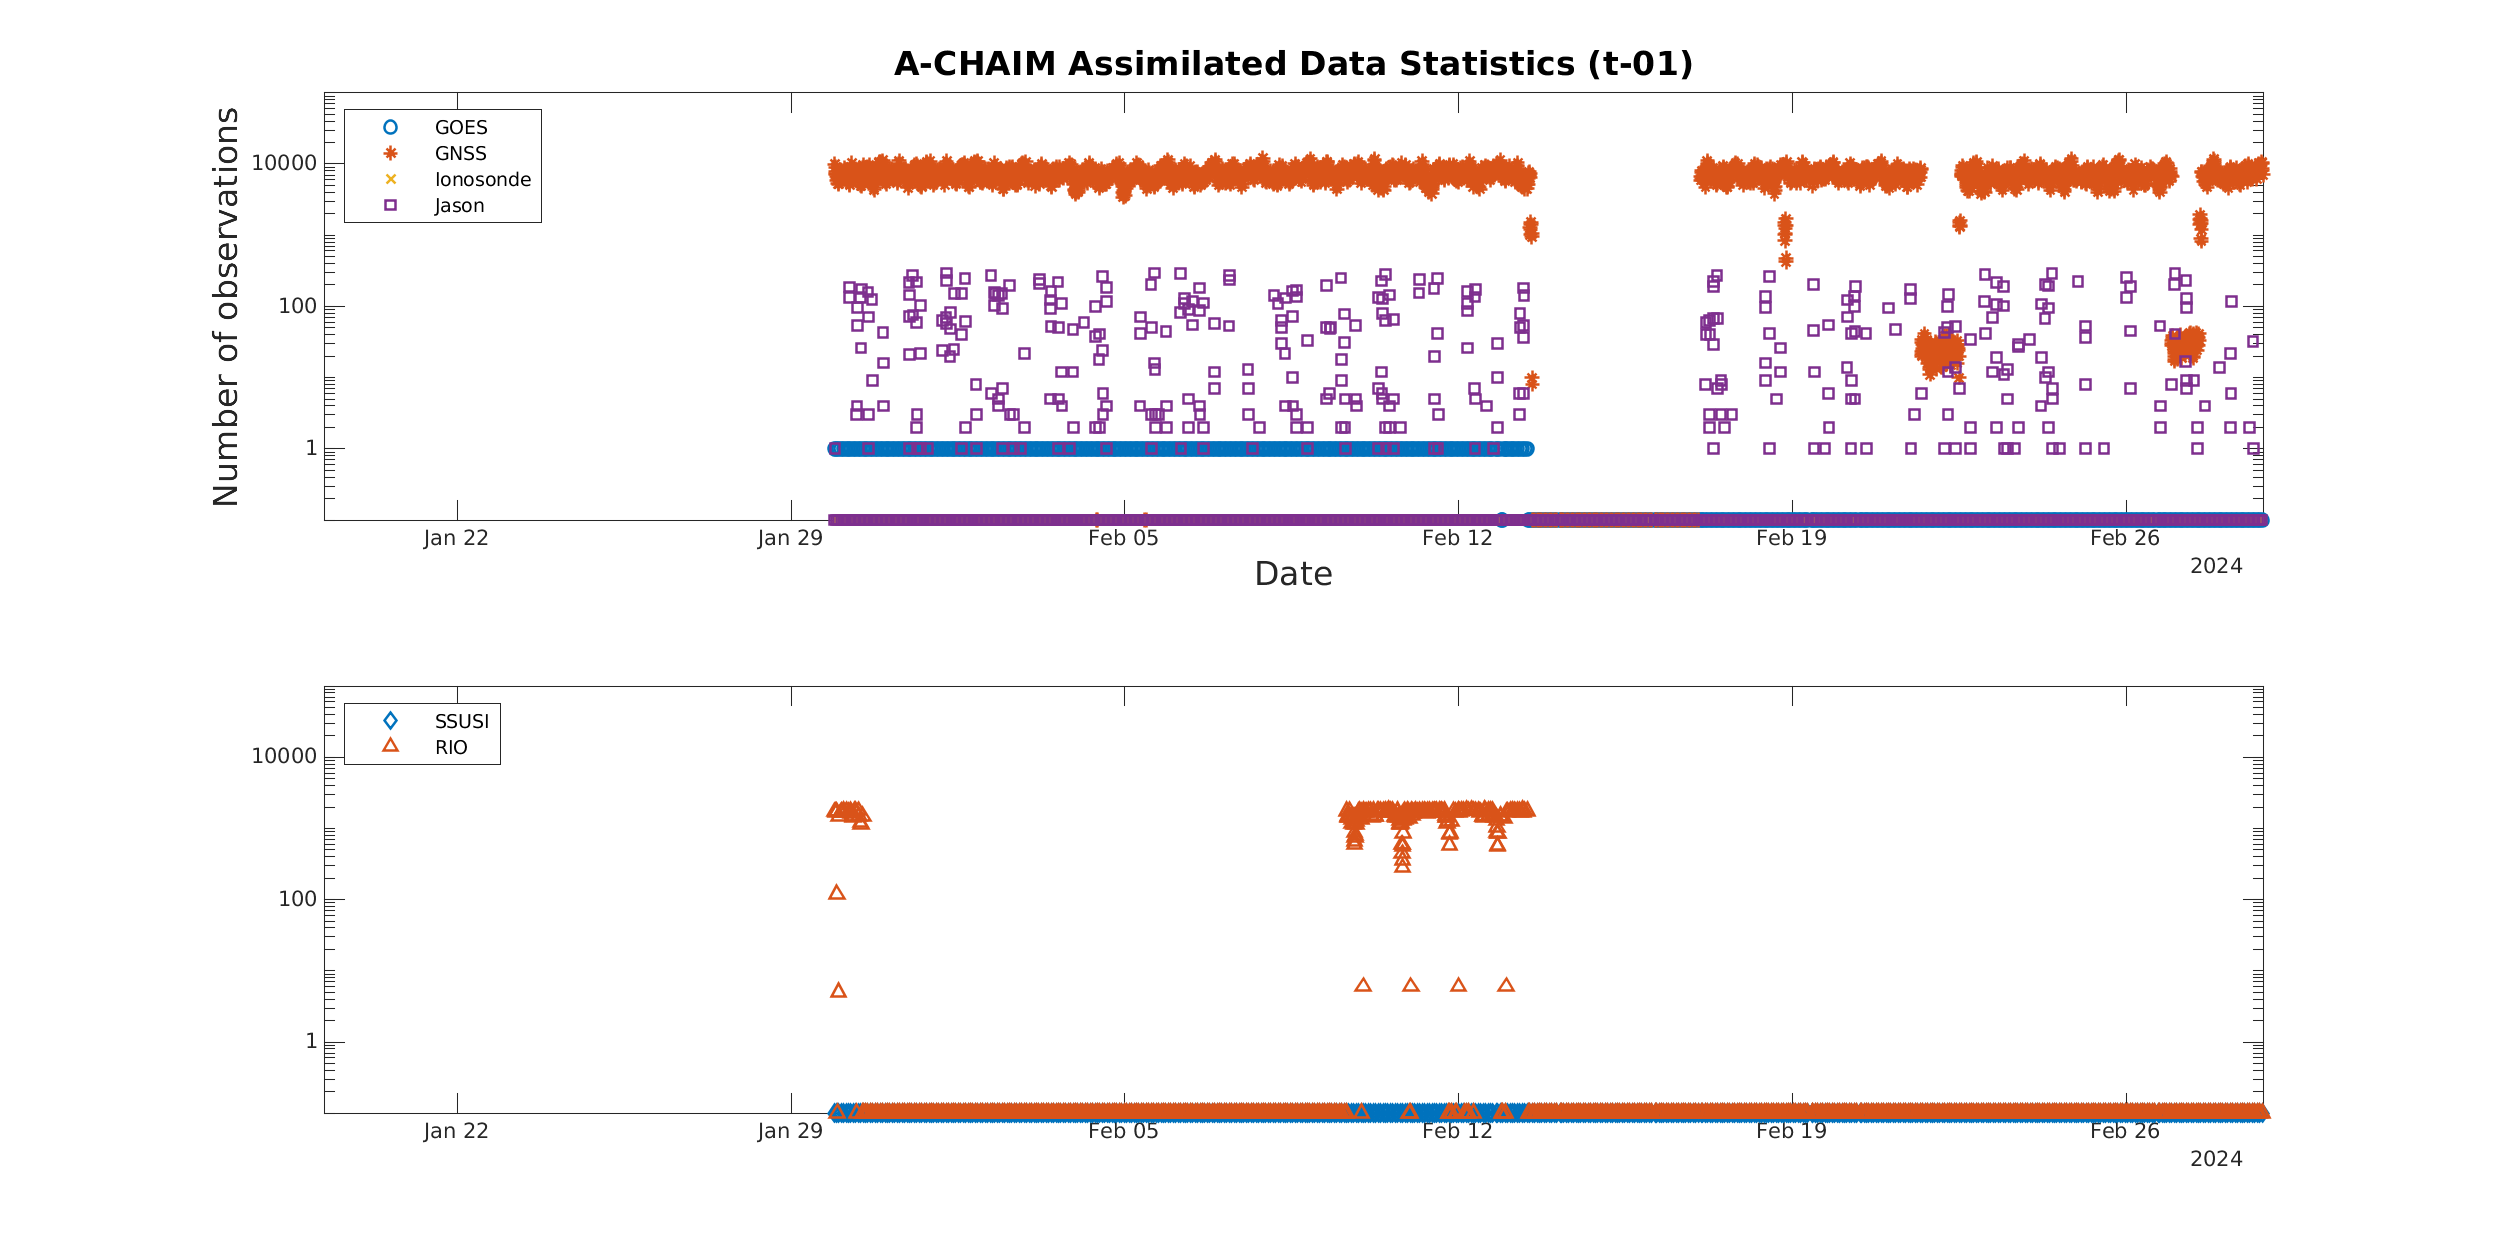 A-CHAIM Assimilated Data Statistics (t-01)
Number of observations
10000
100
1
GOES
GNSS
Ionosonde
Jason
Jan 22
Jan 29
Feb 05
Feb 12
Feb 19
Feb 26
2024
Date
10000
100
1
SSUSI
RIO
Jan 22
Jan 29
Feb 05
Feb 12
Feb 19
Feb 26
2024